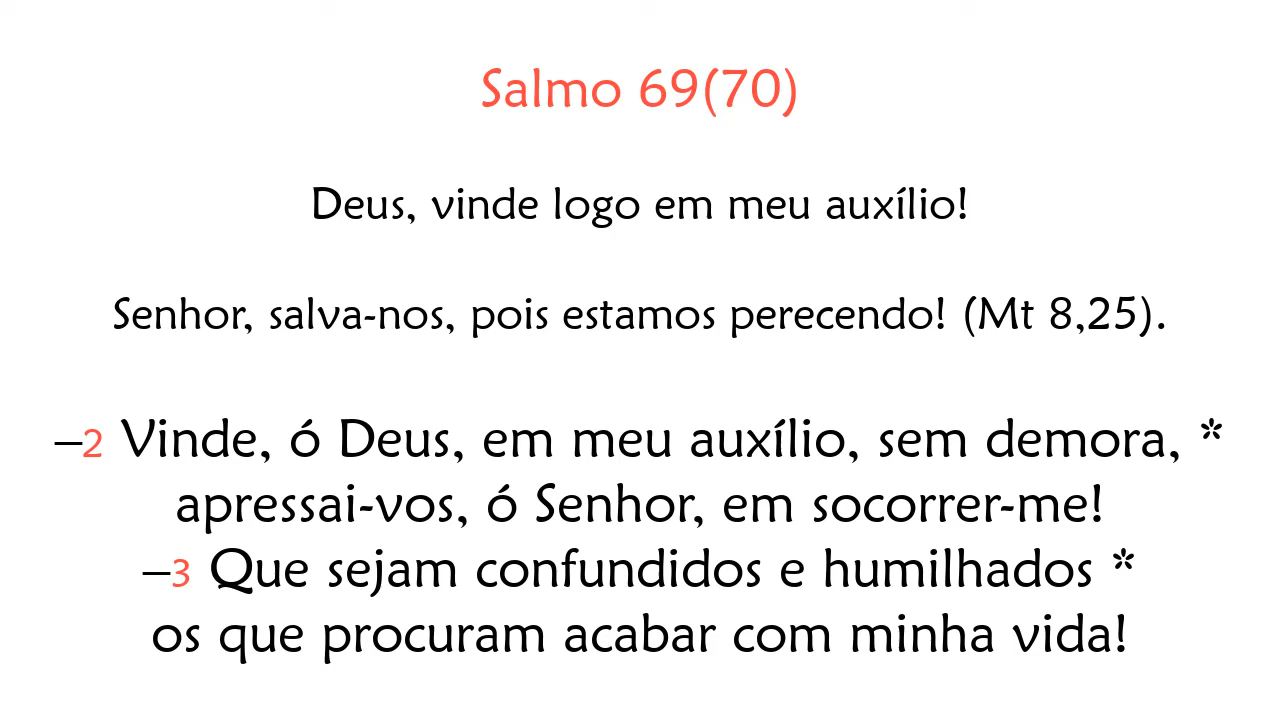 Salmo 69(70)
Deus, vinde logo em meu auxílio!
Senhor, salva-nos, pois estamos perecendo! (Mt 8,25).
–2 Vinde, ó Deus, em meu auxílio, sem demora, *
apressai-vos, ó Senhor, em socorrer-me!
–3 Que sejam confundidos e humilhados *
os que procuram acabar com minha vida!